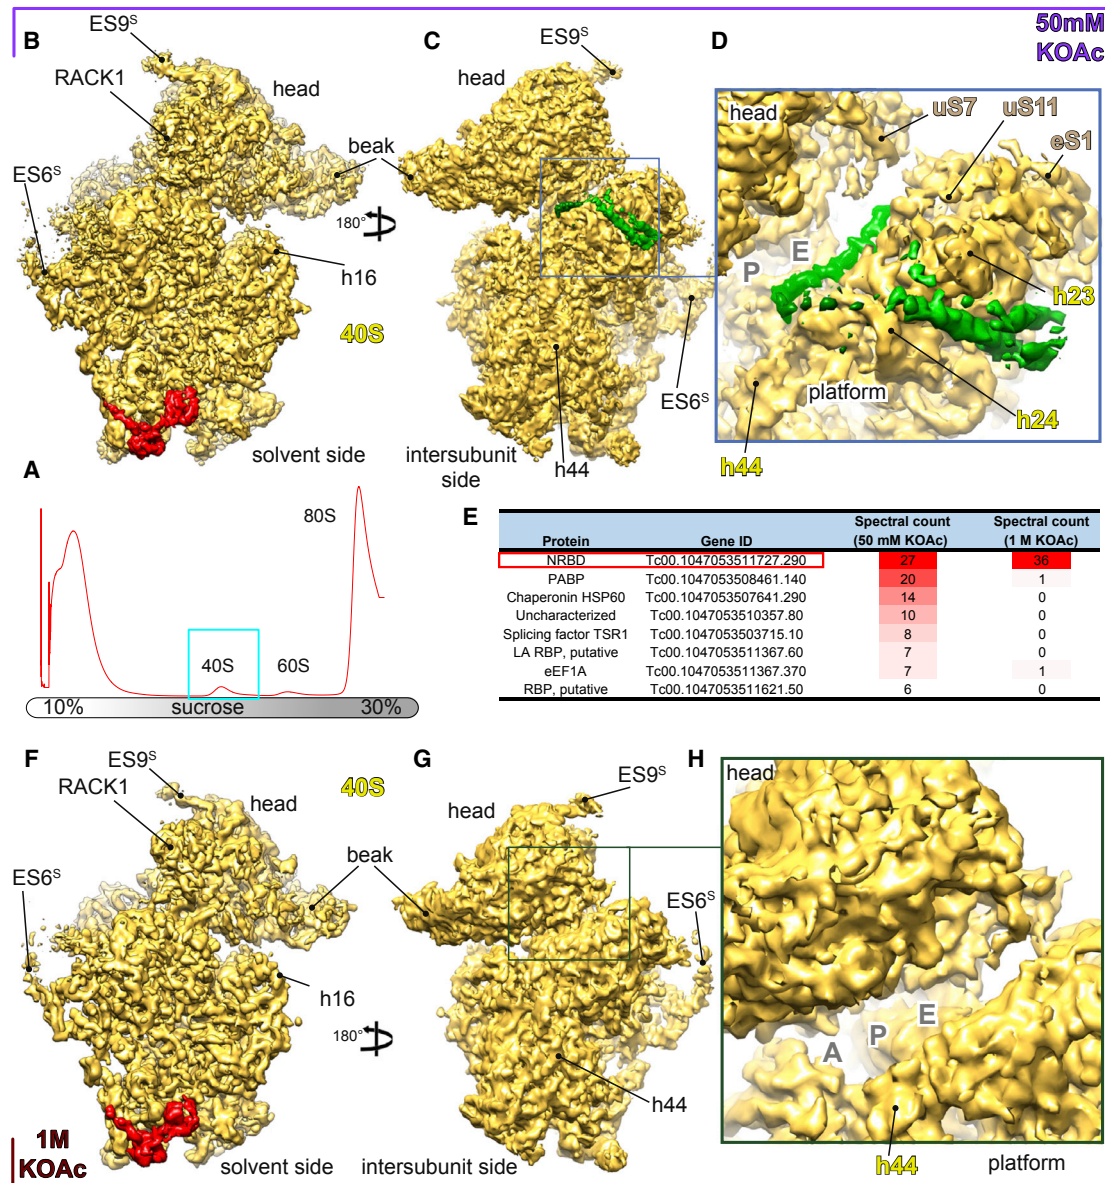 50mM
KOAc
B
ES9S
RACK1
head
ES6S
beak
180°
h16
40S
solvent side
C
ES9S
head
ES6S
h44
intersubunit
side
D
head
uS7
uS11
eS1
E
P
h23
platform
h24
h44
A
80S
40S
60S
10%
sucrose
30%
E
Spectral count Spectral count
Protein Gene ID (50 mM KOAc) (1 M KOAc)
NRBD Tc00.1047053511727.290 27 36
PABP Tc00.1047053508461.140 20 1
Chaperonin HSP60 Tc00.1047053507641.290 14 0
Uncharacterized Tc00.1047053510357.80 10 0
Splicing factor TSR1 Tc00.1047053503715.10 8 0
LA RBP, putative Tc00.1047053511367.60 7 0
eEF1A Tc00.1047053511367.370 7 1
RBP, putative Tc00.1047053511621.50 6 0
F
ES9S
RACK1
head
40S
ES6S
beak
h16
180°
1M
KOAc
solvent side
G
ES9S
head
ES6S
h44
intersubunit side
H
head
E
P
A
h44
platform